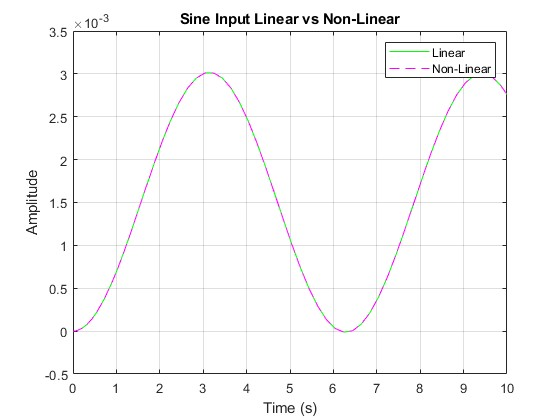 Sine Input Linear vs Non-Linear
×10⁻³
3.5
3
2.5
2
1.5
1
0.5
0
-0.5
Amplitude
Linear
Non-Linear
0 1 2 3 4 5 6 7 8 9 10
Time (s)